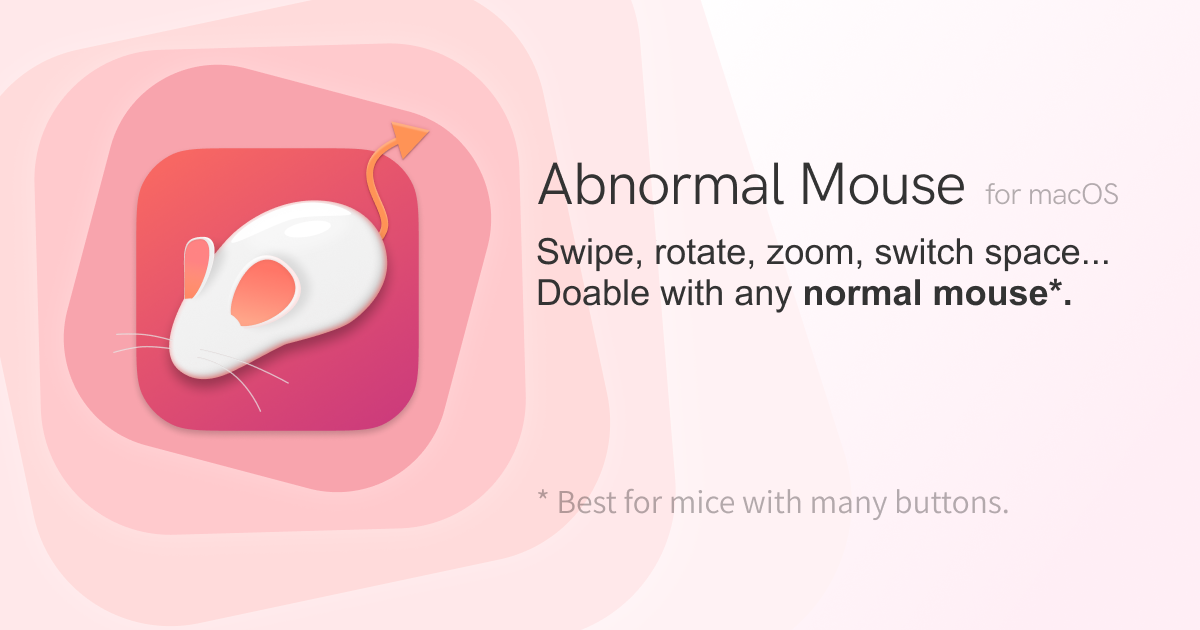 Abnormal Mouse for macOS
Swipe, rotate, zoom, switch space...
Doable with any normal mouse*.
* Best for mice with many buttons.